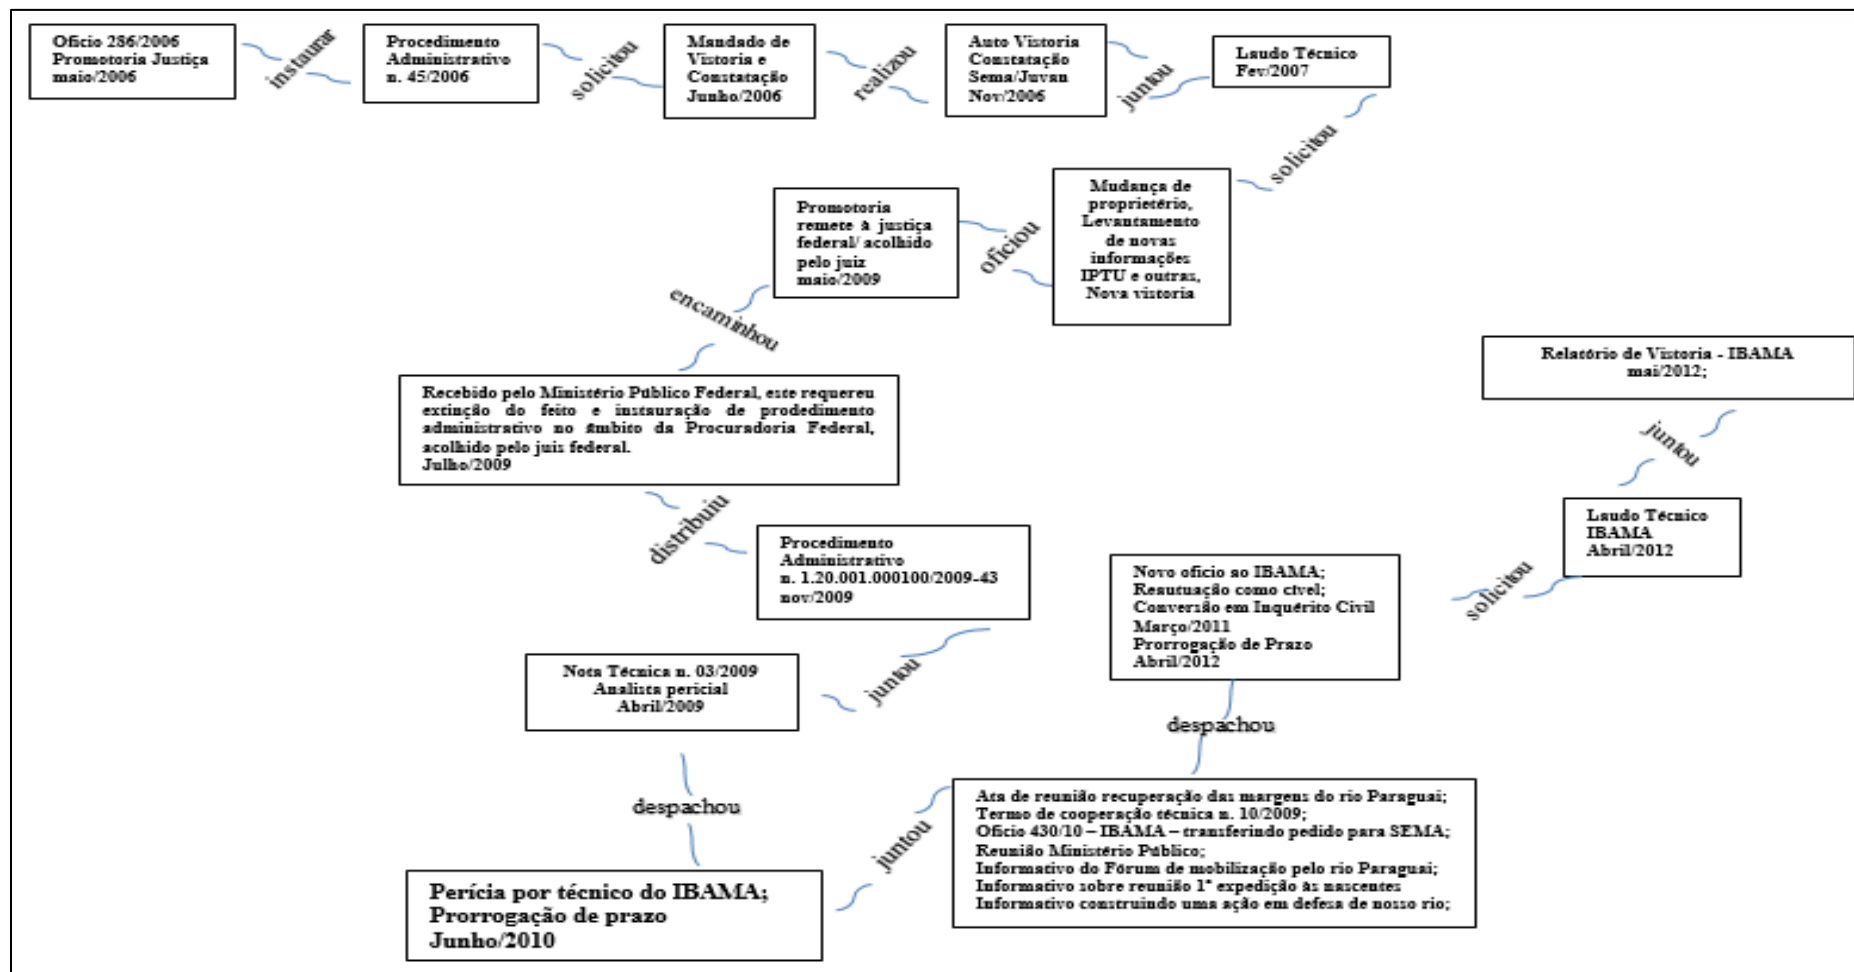 Oficio 286/2006
Promotoria Justiça
maio/2006
instaurar
Procedimento
Administrativo
n. 45/2006
solicitou
Mandado de
Vistoria e
Constatação
Junho/2006
realizou
Auto Vistoria
Constatação
Sema/Juvan
Nov/2006
juntou
Laudo Técnico
Fev/2007
solicitou
Mudança de
proprietério,
Levantamento
de novas
informações
IPTU e outras,
Nova vistoria
oficiou
Promotoria
remete à justiça
federal/ acolhido
pelo juiz
maio/2009
encaminhou
Recebido pelo Ministério Público Federal, este requereu
extinção do feito e instauração de prodedimento
administrativo no âmbito da Procuradoria Federal,
acolhido pelo juis federal.
Julho/2009
distribuiu
Procedimento
Administrativo
n. 1.20.001.000100/2009-43
nov/2009
juntou
Nota Técnica n. 03/2009
Analista pericial
Abril/2009
despachou
Perícia por técnico do IBAMA;
Prorrogação de prazo
Junho/2010
juntou
Ata de reunião recuperação das margens do rio Paraguai;
Termo de cooperação técnica n. 10/2009;
Oficio 430/10 – IBAMA – transferindo pedido para SEMA;
Reunião Ministério Público;
Informativo do Fórum de mobilização pelo rio Paraguai;
Informativo sobre reunião 1ª expedição às nascentes
Informativo construindo uma ação em defesa de nosso rio;
despachou
Novo oficio ao IBAMA;
Reautuação como cível;
Conversão em Inquérito Civil
Março/2011
Prorrogação de Prazo
Abril/2012
solicitou
Laudo Técnico
IBAMA
Abril/2012
juntou
Relatório de Vistoria - IBAMA
mai/2012;